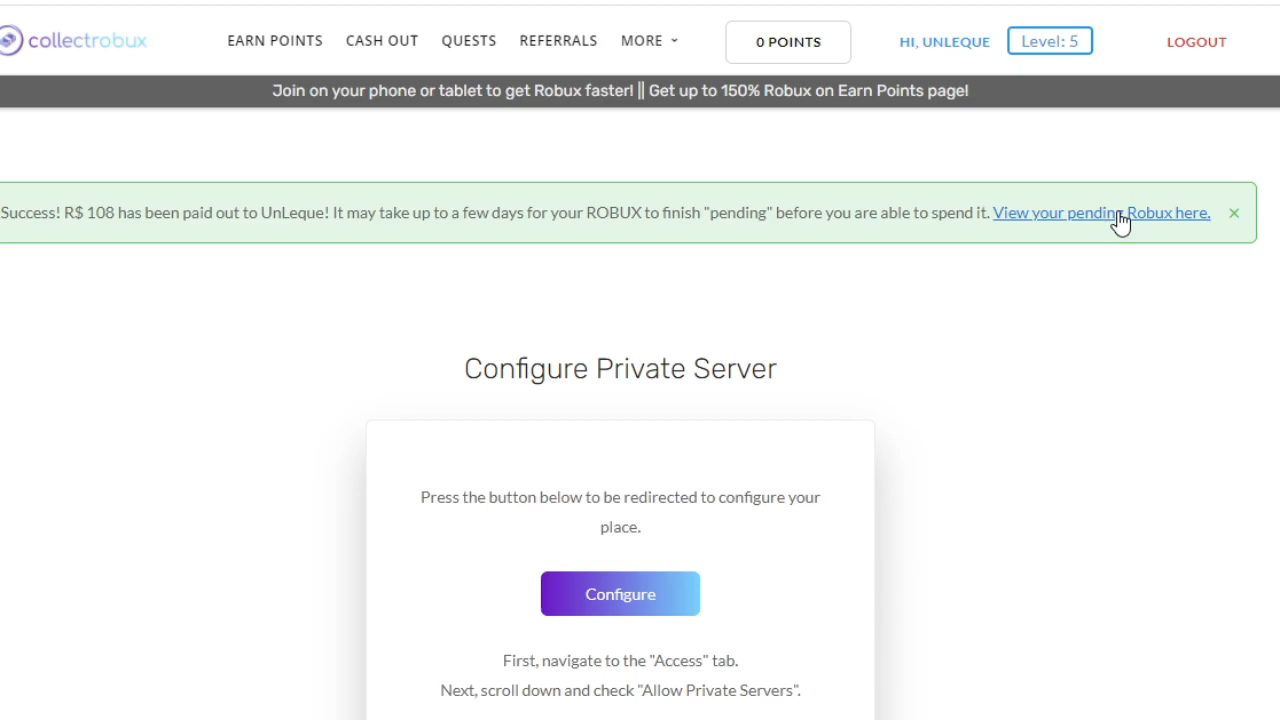 collectrobux EARN POINTS CASH OUT QUESTS REFERRALS MORE 0 POINTS HI, UNLEQUE Level: 5 LOGOUT
Join on your phone or tablet to get Robux faster! || Get up to 150% Robux on Earn Points page!
Success! R$ 108 has been paid out to UnLeque! It may take up to a few days for your ROBUX to finish "pending" before you are able to spend it. View your pending Robux here. ×
Configure Private Server
Press the button below to be redirected to configure your
place.
Configure
First, navigate to the "Access" tab.
Next, scroll down and check "Allow Private Servers".